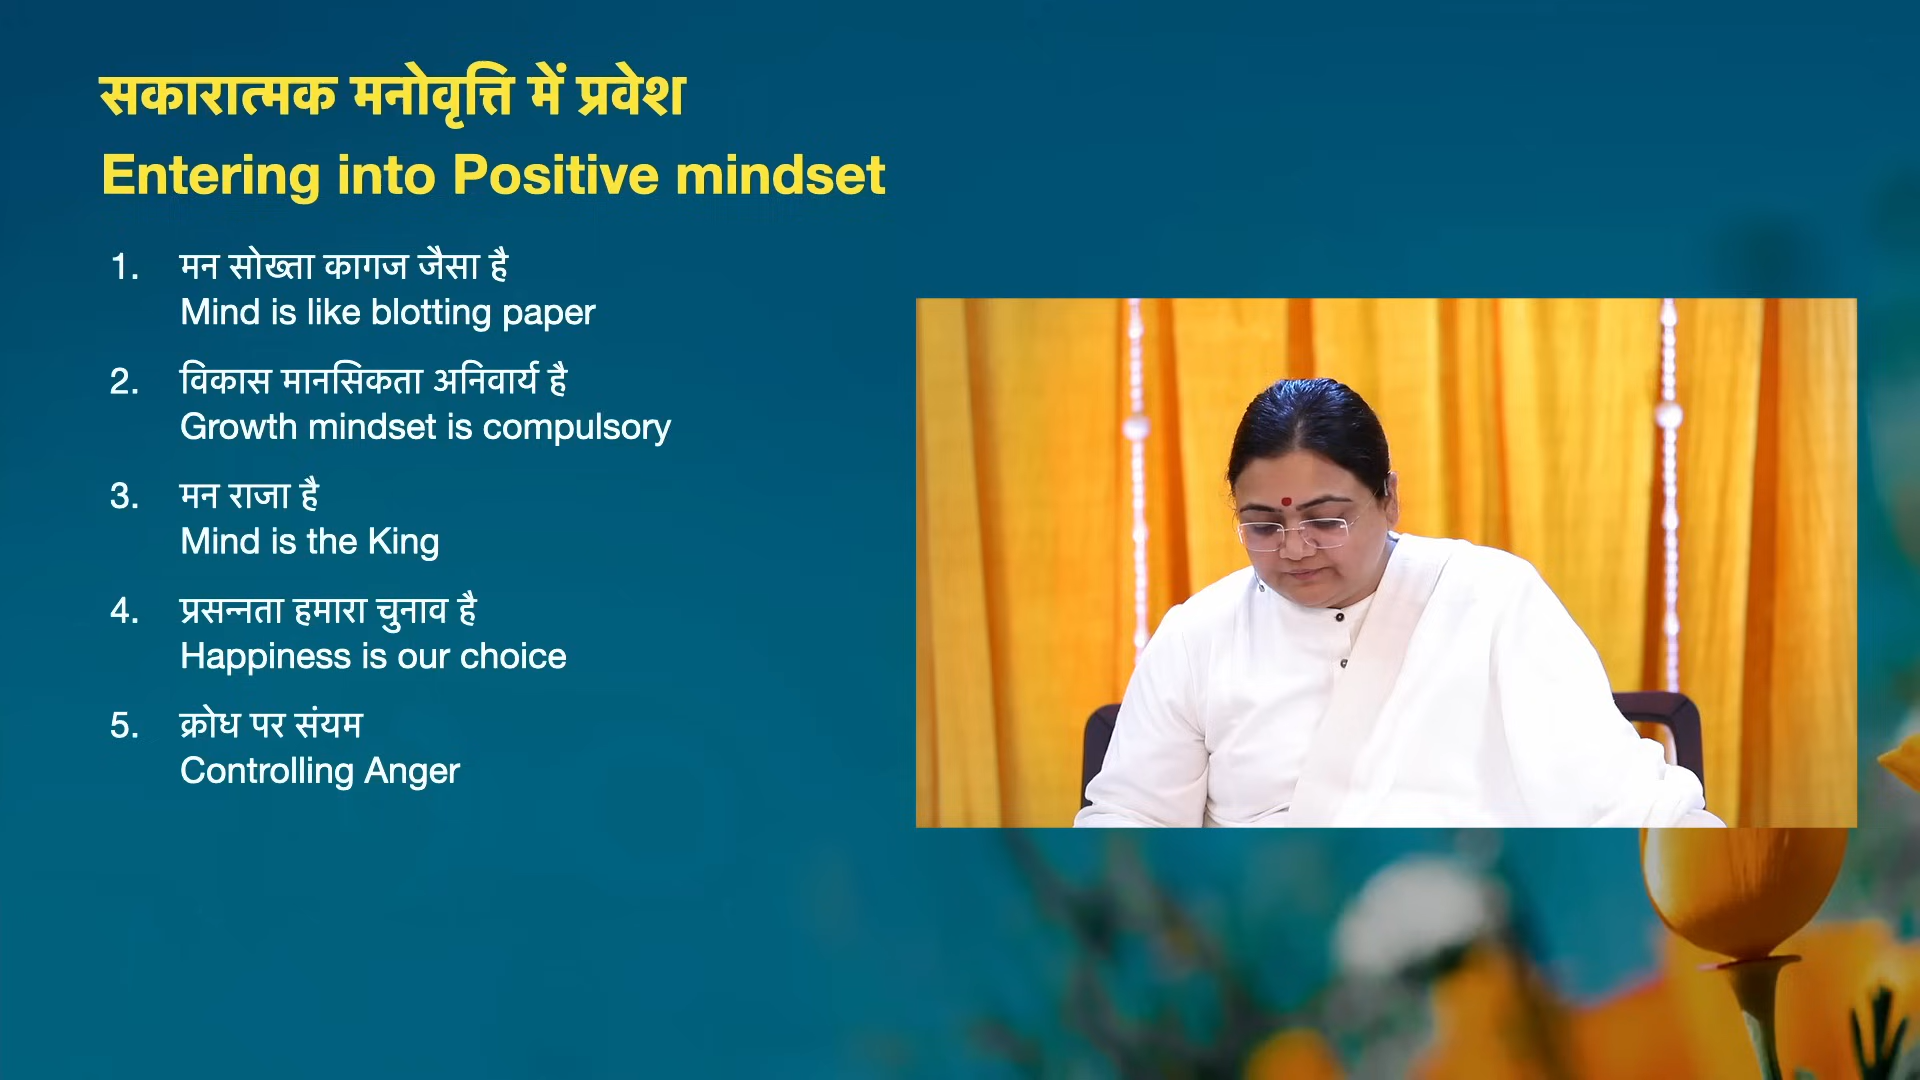 सकारात्मक मनोवृत्ति में प्रवेश
Entering into Positive mindset
1. मन सोख्ता कागज जैसा है
Mind is like blotting paper
2. विकास मानसिकता अनिवार्य है
Growth mindset is compulsory
3. मन राजा है
Mind is the King
4. प्रसन्नता हमारा चुनाव है
Happiness is our choice
5. क्रोध पर संयम
Controlling Anger